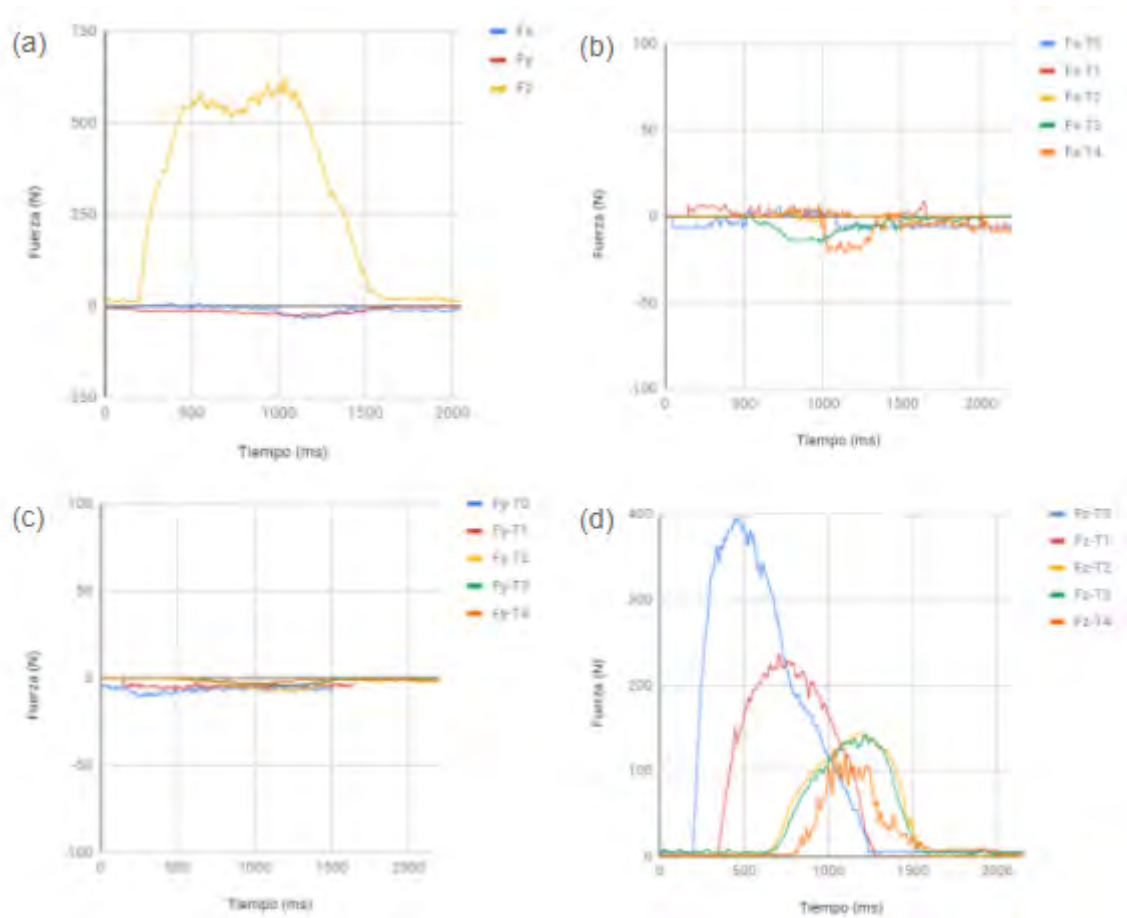 (a)
750
500
250
0
-250
Fuerza (N)
0 500 1000 1500 2000
Tiempo (ms)
Fx
Fy
Fz
(b)
100
50
0
-50
-100
Fuerza (N)
0 500 1000 1500 2000
Tiempo (ms)
Fx-T0
Fx-T1
Fx-T2
Fx-T3
Fx-T4
(c)
100
50
0
-50
-100
Fuerza (N)
0 500 1000 1500 2000
Tiempo (ms)
Fy-T0
Fy-T1
Fy-T2
Fy-T3
Fy-T4
(d)
400
300
200
100
0
Fuerza (N)
0 500 1000 1500 2000
Tiempo (ms)
Fz-T0
Fz-T1
Fz-T2
Fz-T3
Fz-T4